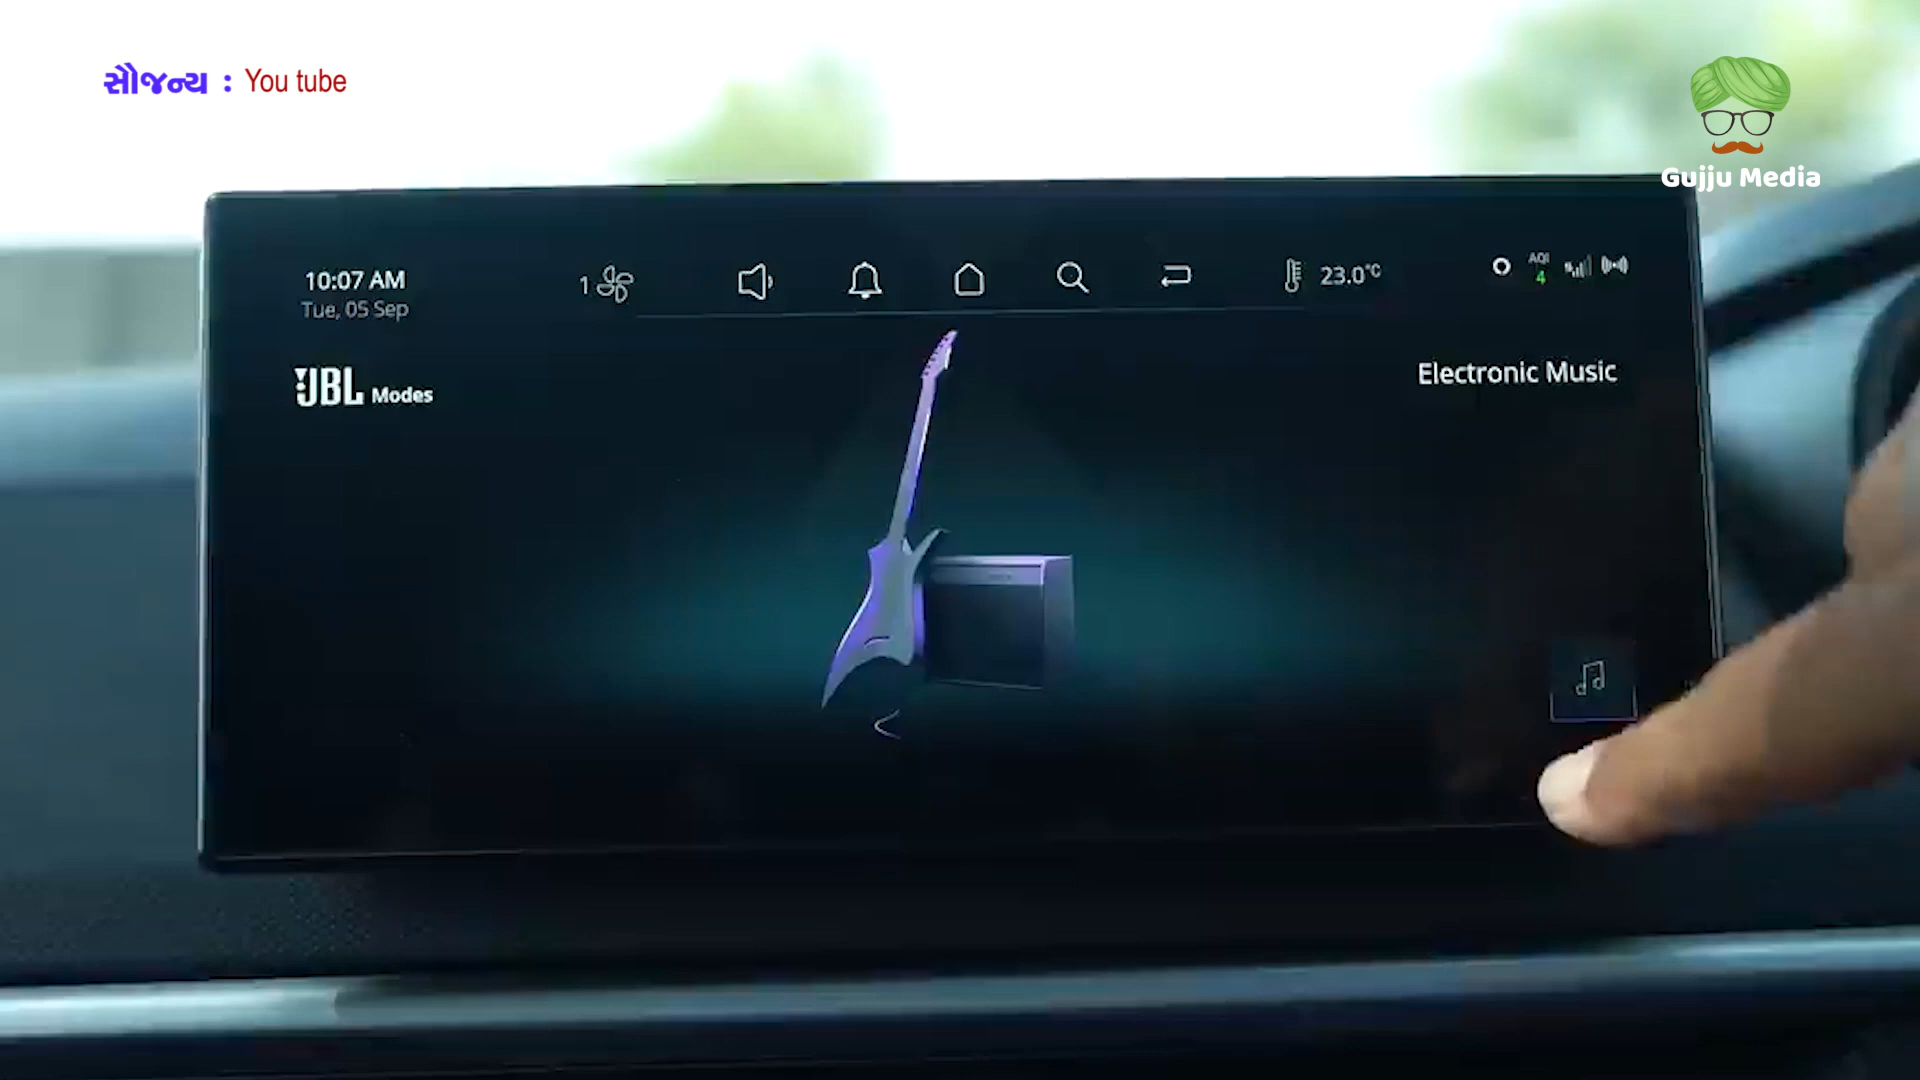 સૌજન્ય : You tube
Gujju Media
10:07 AM
Tue, 05 Sep
1
23.0°C
AQI
4
JBL Modes
Electronic Music